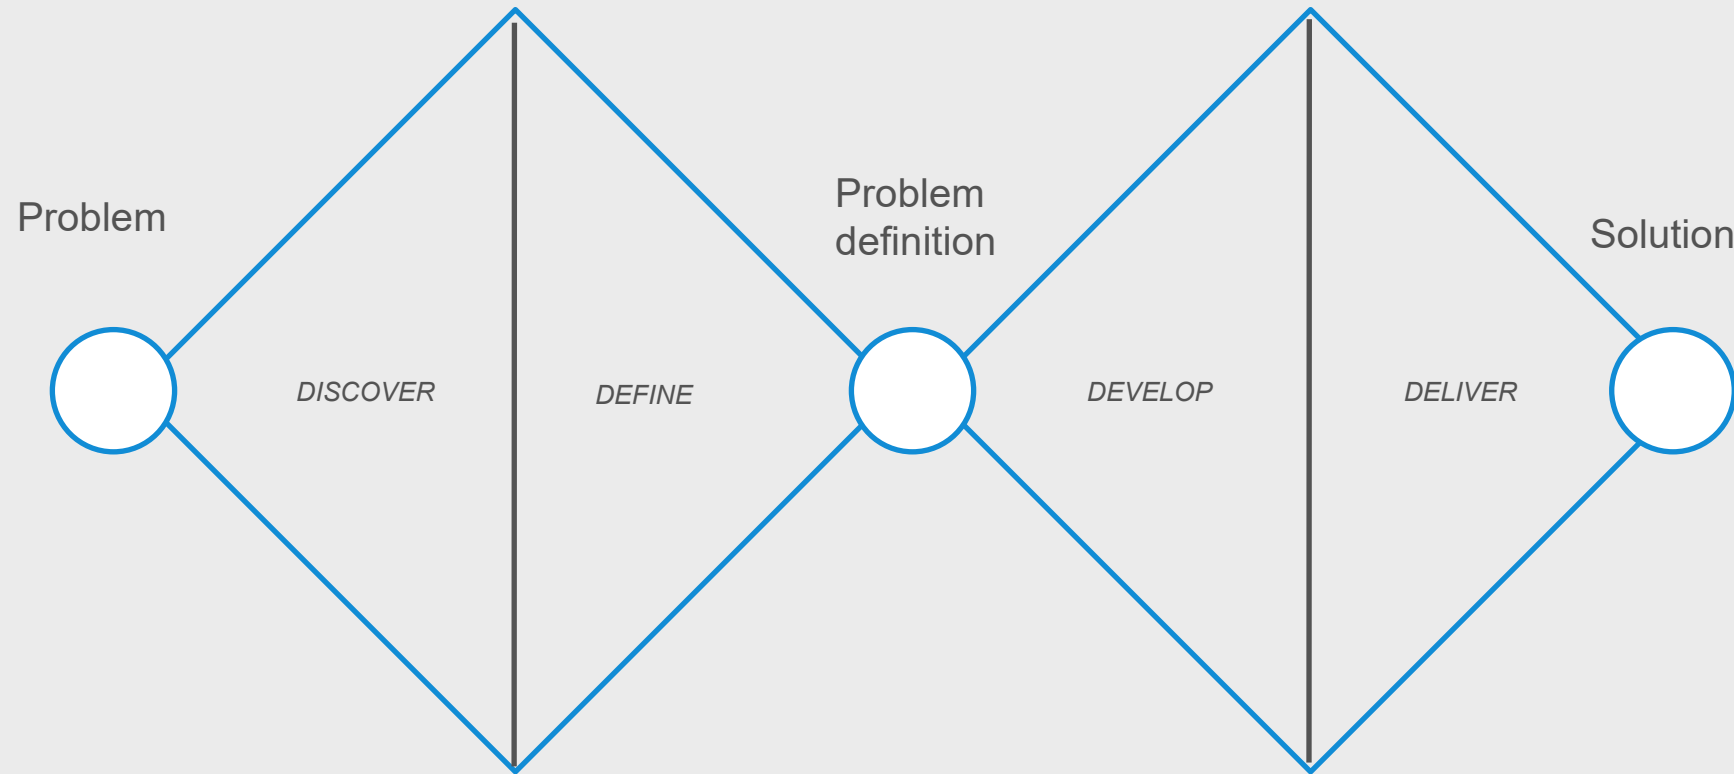 Problem
DISCOVER
DEFINE
Problem
definition
DEVELOP
DELIVER
Solution